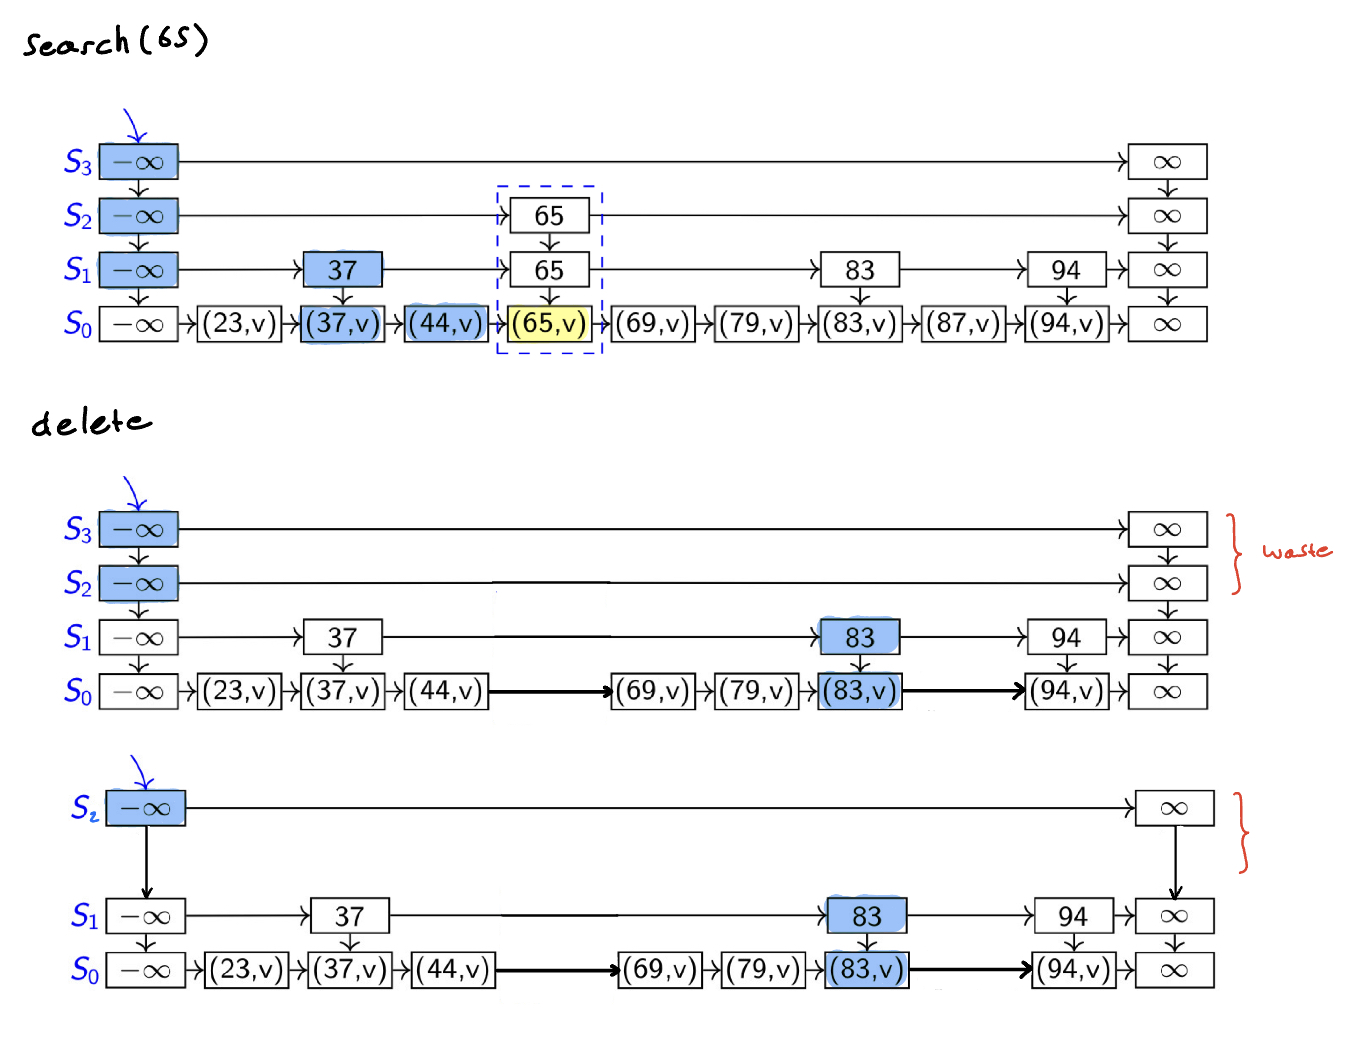 search(65)
S3 −∞ ∞
S2 −∞ 65 ∞
S1 −∞ 37 65 83 94 ∞
S0 −∞ (23,v) (37,v) (44,v) (65,v) (69,v) (79,v) (83,v) (87,v) (94,v) ∞
delete
S3 −∞ ∞
waste
S2 −∞ ∞
S1 −∞ 37 83 94 ∞
S0 −∞ (23,v) (37,v) (44,v) (69,v) (79,v) (83,v) (94,v) ∞
S2 −∞ ∞
S1 −∞ 37 83 94 ∞
S0 −∞ (23,v) (37,v) (44,v) (69,v) (79,v) (83,v) (94,v) ∞